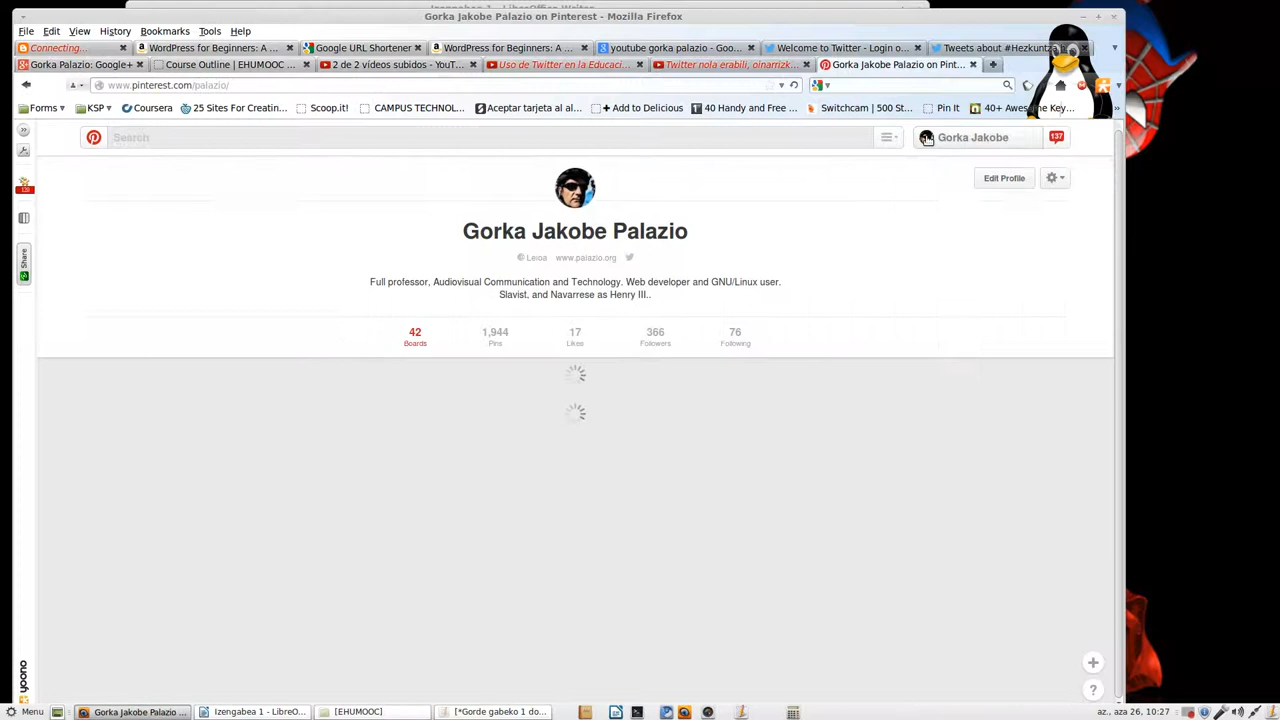 Izengabea 1 - LibreOffice Writer
Gorka Jakobe Palazio on Pinterest - Mozilla Firefox
File Edit View History Bookmarks Tools Help
Connecting... WordPress for Beginners: A ... Google URL Shortener WordPress for Beginners: A ... youtube gorka palazio - Goo... Welcome to Twitter - Login o... Tweets about #Hezkuntza
Gorka Palazio: Google+ Course Outline | EHUMOOC ... 2 de 2 vídeos subidos - YouT... Uso de Twitter en la Educaci... Twitter nola erabili, oinarrizk... Gorka Jakobe Palazio on Pint...
www.pinterest.com/palazio/
Forms KSP Coursera 25 Sites For Creatin... Scoop.it! CAMPUS TECHNOL... Aceptar tarjeta al al... + Add to Delicious 40 Handy and Free ... Switchcam | 500 St... Pin It 40+ Awesome Key...
Search Gorka Jakobe 137
Edit Profile
Share
Gorka Jakobe Palazio
Leioa www.palazio.org
Full professor, Audiovisual Communication and Technology. Web developer and GNU/Linux user.
Slavist, and Navarrese as Henry III..
42 1,944 17 366 76
Boards Pins Likes Followers Following
yoono
?
Menu Gorka Jakobe Palazio ... Izengabea 1 - LibreO... [EHUMOOC] [*Gorde gabeko 1 do... az., aza 26, 10:27